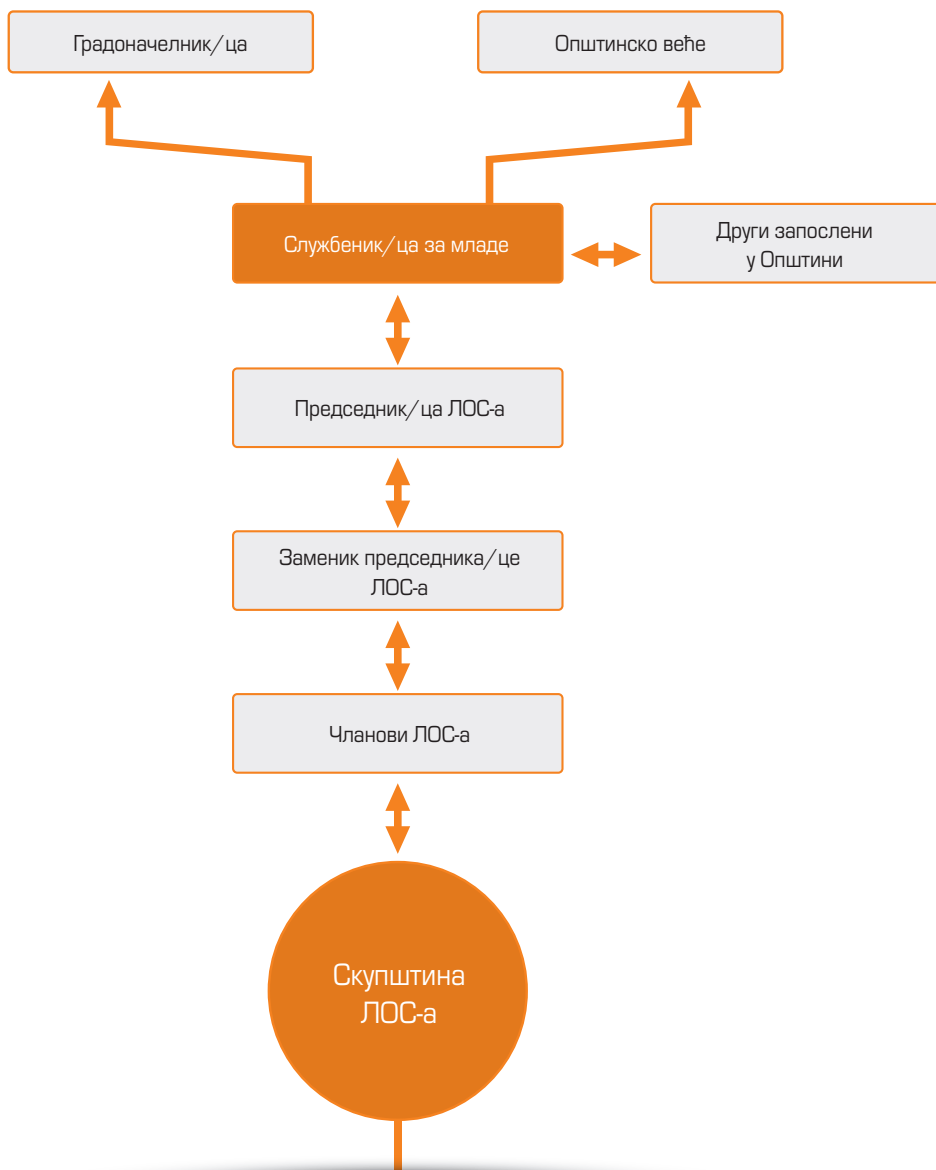 Градоначелник/ца
Општинско веће
Службеник/ца за младе
Други запослени
у Општини
Председник/ца ЛОС-а
Заменик председника/це
ЛОС-а
Чланови ЛОС-а
Скупштина
ЛОС-а